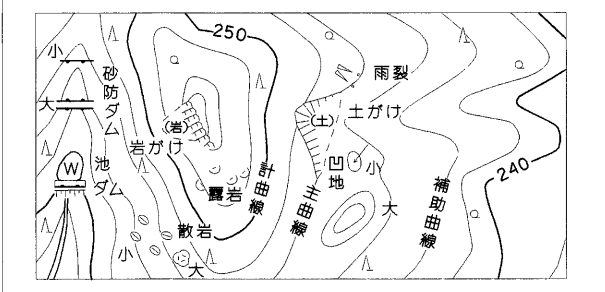 250
小
砂防ダム
大
岩がけ
(岩)
池
W
ダム
露岩
散岩
小
大
計曲線
主曲線
雨裂
土がけ
(土)
凹地
小
大
補助曲線
240